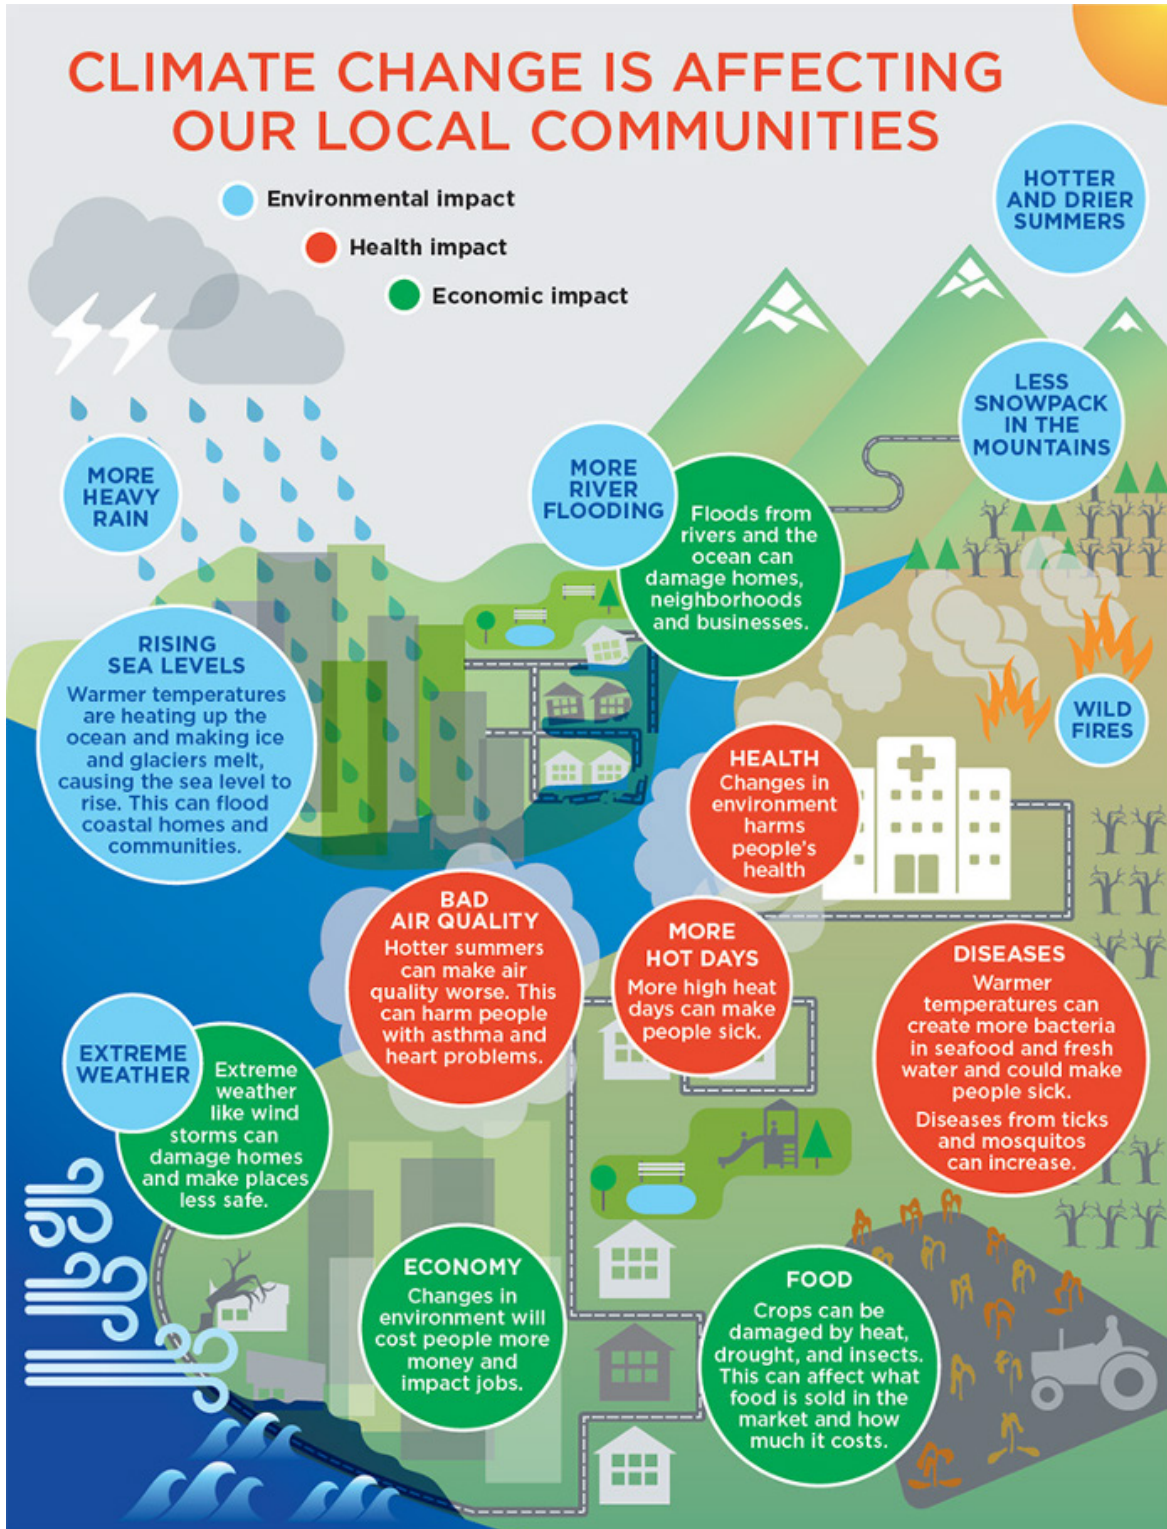 CLIMATE CHANGE IS AFFECTING
OUR LOCAL COMMUNITIES
Environmental impact
Health impact
Economic impact
HOTTER
AND DRIER
SUMMERS
LESS
SNOWPACK
IN THE
MOUNTAINS
MORE
HEAVY
RAIN
MORE
RIVER
FLOODING
Floods from
rivers and the
ocean can
damage homes,
neighborhoods
and businesses.
RISING
SEA LEVELS
Warmer temperatures
are heating up the
ocean and making ice
and glaciers melt,
causing the sea level to
rise. This can flood
coastal homes and
communities.
WILD
FIRES
HEALTH
Changes in
environment
harms
people's
health
BAD
AIR QUALITY
Hotter summers
can make air
quality worse. This
can harm people
with asthma and
heart problems.
MORE
HOT DAYS
More high heat
days can make
people sick.
DISEASES
Warmer
temperatures can
create more bacteria
in seafood and fresh
water and could make
people sick.
Diseases from ticks
and mosquitos
can increase.
EXTREME
WEATHER
Extreme
weather
like wind
storms can
damage homes
and make places
less safe.
ECONOMY
Changes in
environment will
cost people more
money and
impact jobs.
FOOD
Crops can be
damaged by heat,
drought, and insects.
This can affect what
food is sold in the
market and how
much it costs.